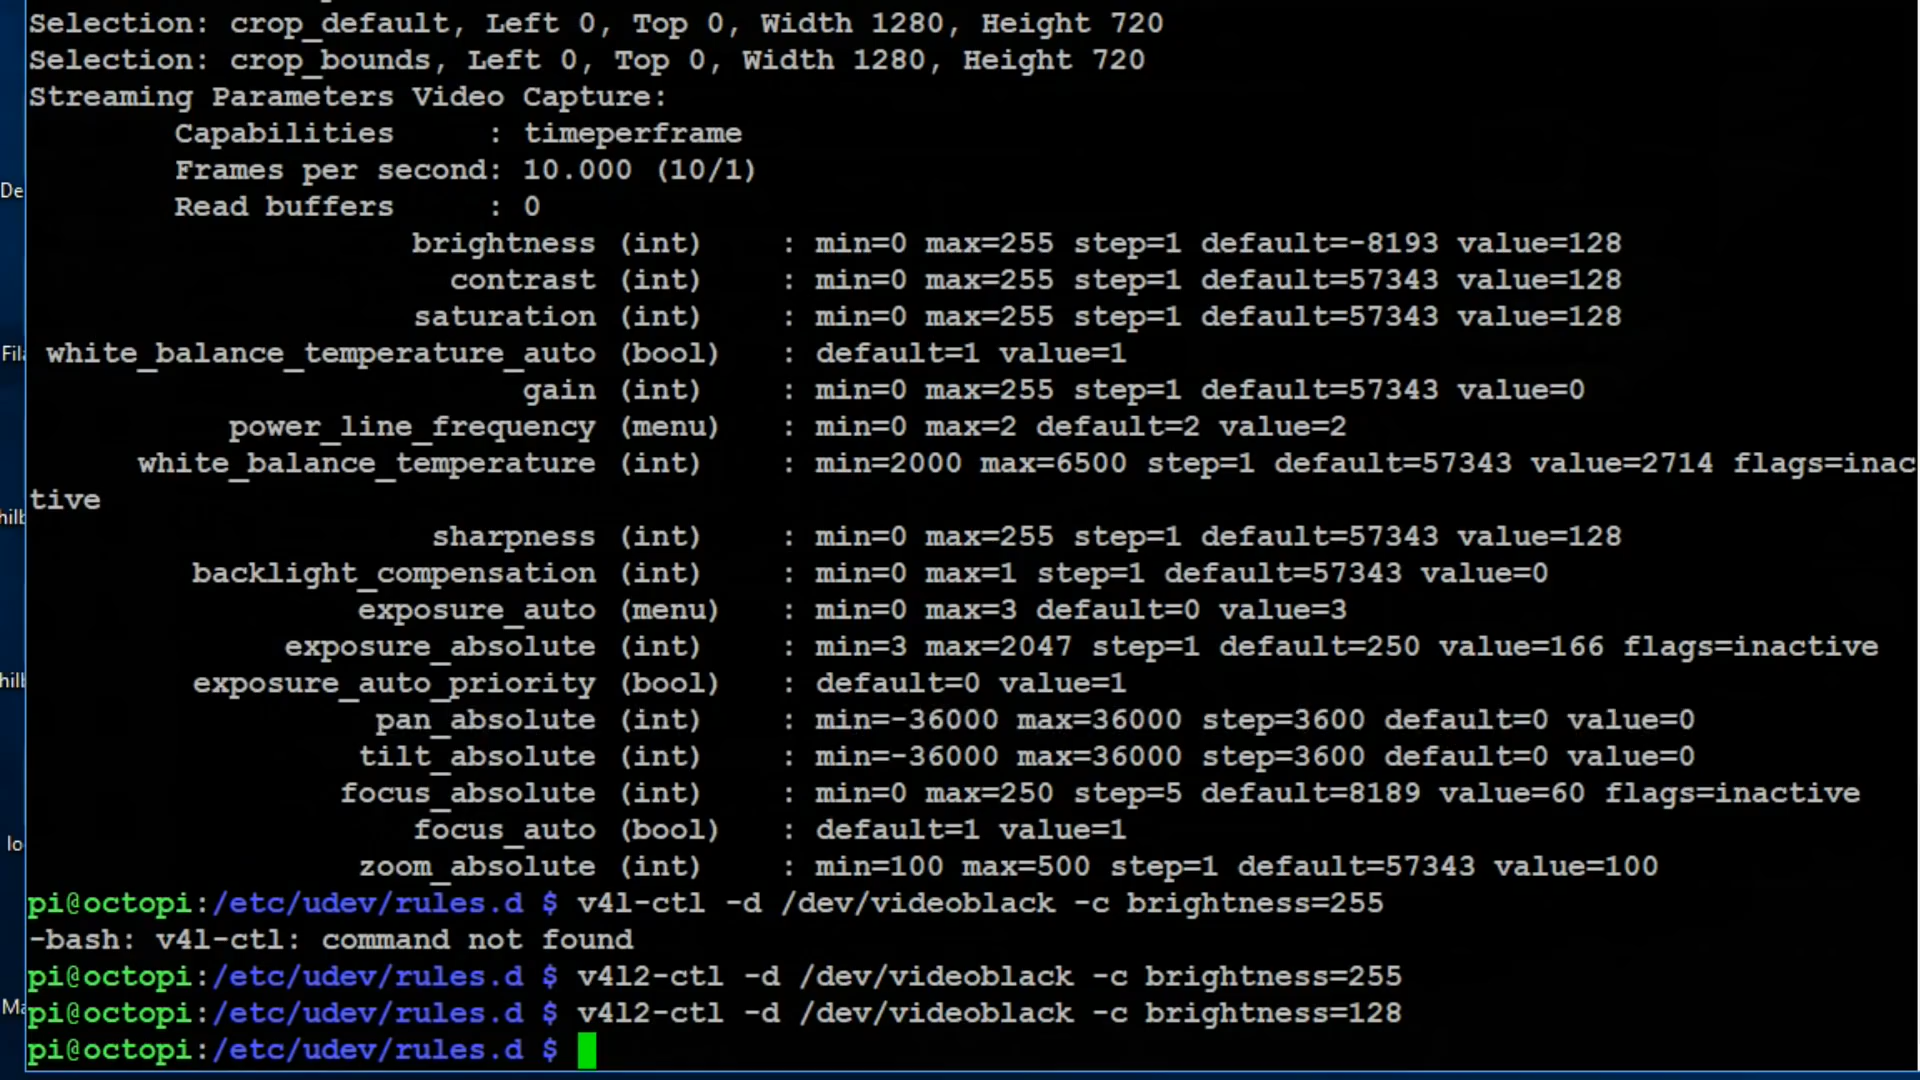 Selection: crop_default, Left 0, Top 0, Width 1280, Height 720
Selection: crop_bounds, Left 0, Top 0, Width 1280, Height 720
Streaming Parameters Video Capture:
Capabilities : timeperframe
Frames per second: 10.000 (10/1)
Read buffers : 0
brightness (int) : min=0 max=255 step=1 default=-8193 value=128
contrast (int) : min=0 max=255 step=1 default=57343 value=128
saturation (int) : min=0 max=255 step=1 default=57343 value=128
white_balance_temperature_auto (bool) : default=1 value=1
gain (int) : min=0 max=255 step=1 default=57343 value=0
power_line_frequency (menu) : min=0 max=2 default=2 value=2
white_balance_temperature (int) : min=2000 max=6500 step=1 default=57343 value=2714 flags=inac
tive
sharpness (int) : min=0 max=255 step=1 default=57343 value=128
backlight_compensation (int) : min=0 max=1 step=1 default=57343 value=0
exposure_auto (menu) : min=0 max=3 default=0 value=3
exposure_absolute (int) : min=3 max=2047 step=1 default=250 value=166 flags=inactive
exposure_auto_priority (bool) : default=0 value=1
pan_absolute (int) : min=-36000 max=36000 step=3600 default=0 value=0
tilt_absolute (int) : min=-36000 max=36000 step=3600 default=0 value=0
focus_absolute (int) : min=0 max=250 step=5 default=8189 value=60 flags=inactive
focus_auto (bool) : default=1 value=1
zoom_absolute (int) : min=100 max=500 step=1 default=57343 value=100
pi@octopi:/etc/udev/rules.d $ v4l-ctl -d /dev/videoblack -c brightness=255
-bash: v4l-ctl: command not found
pi@octopi:/etc/udev/rules.d $ v4l2-ctl -d /dev/videoblack -c brightness=255
pi@octopi:/etc/udev/rules.d $ v4l2-ctl -d /dev/videoblack -c brightness=128
pi@octopi:/etc/udev/rules.d $
De
Fil
hilb
hilb
lo
Ma